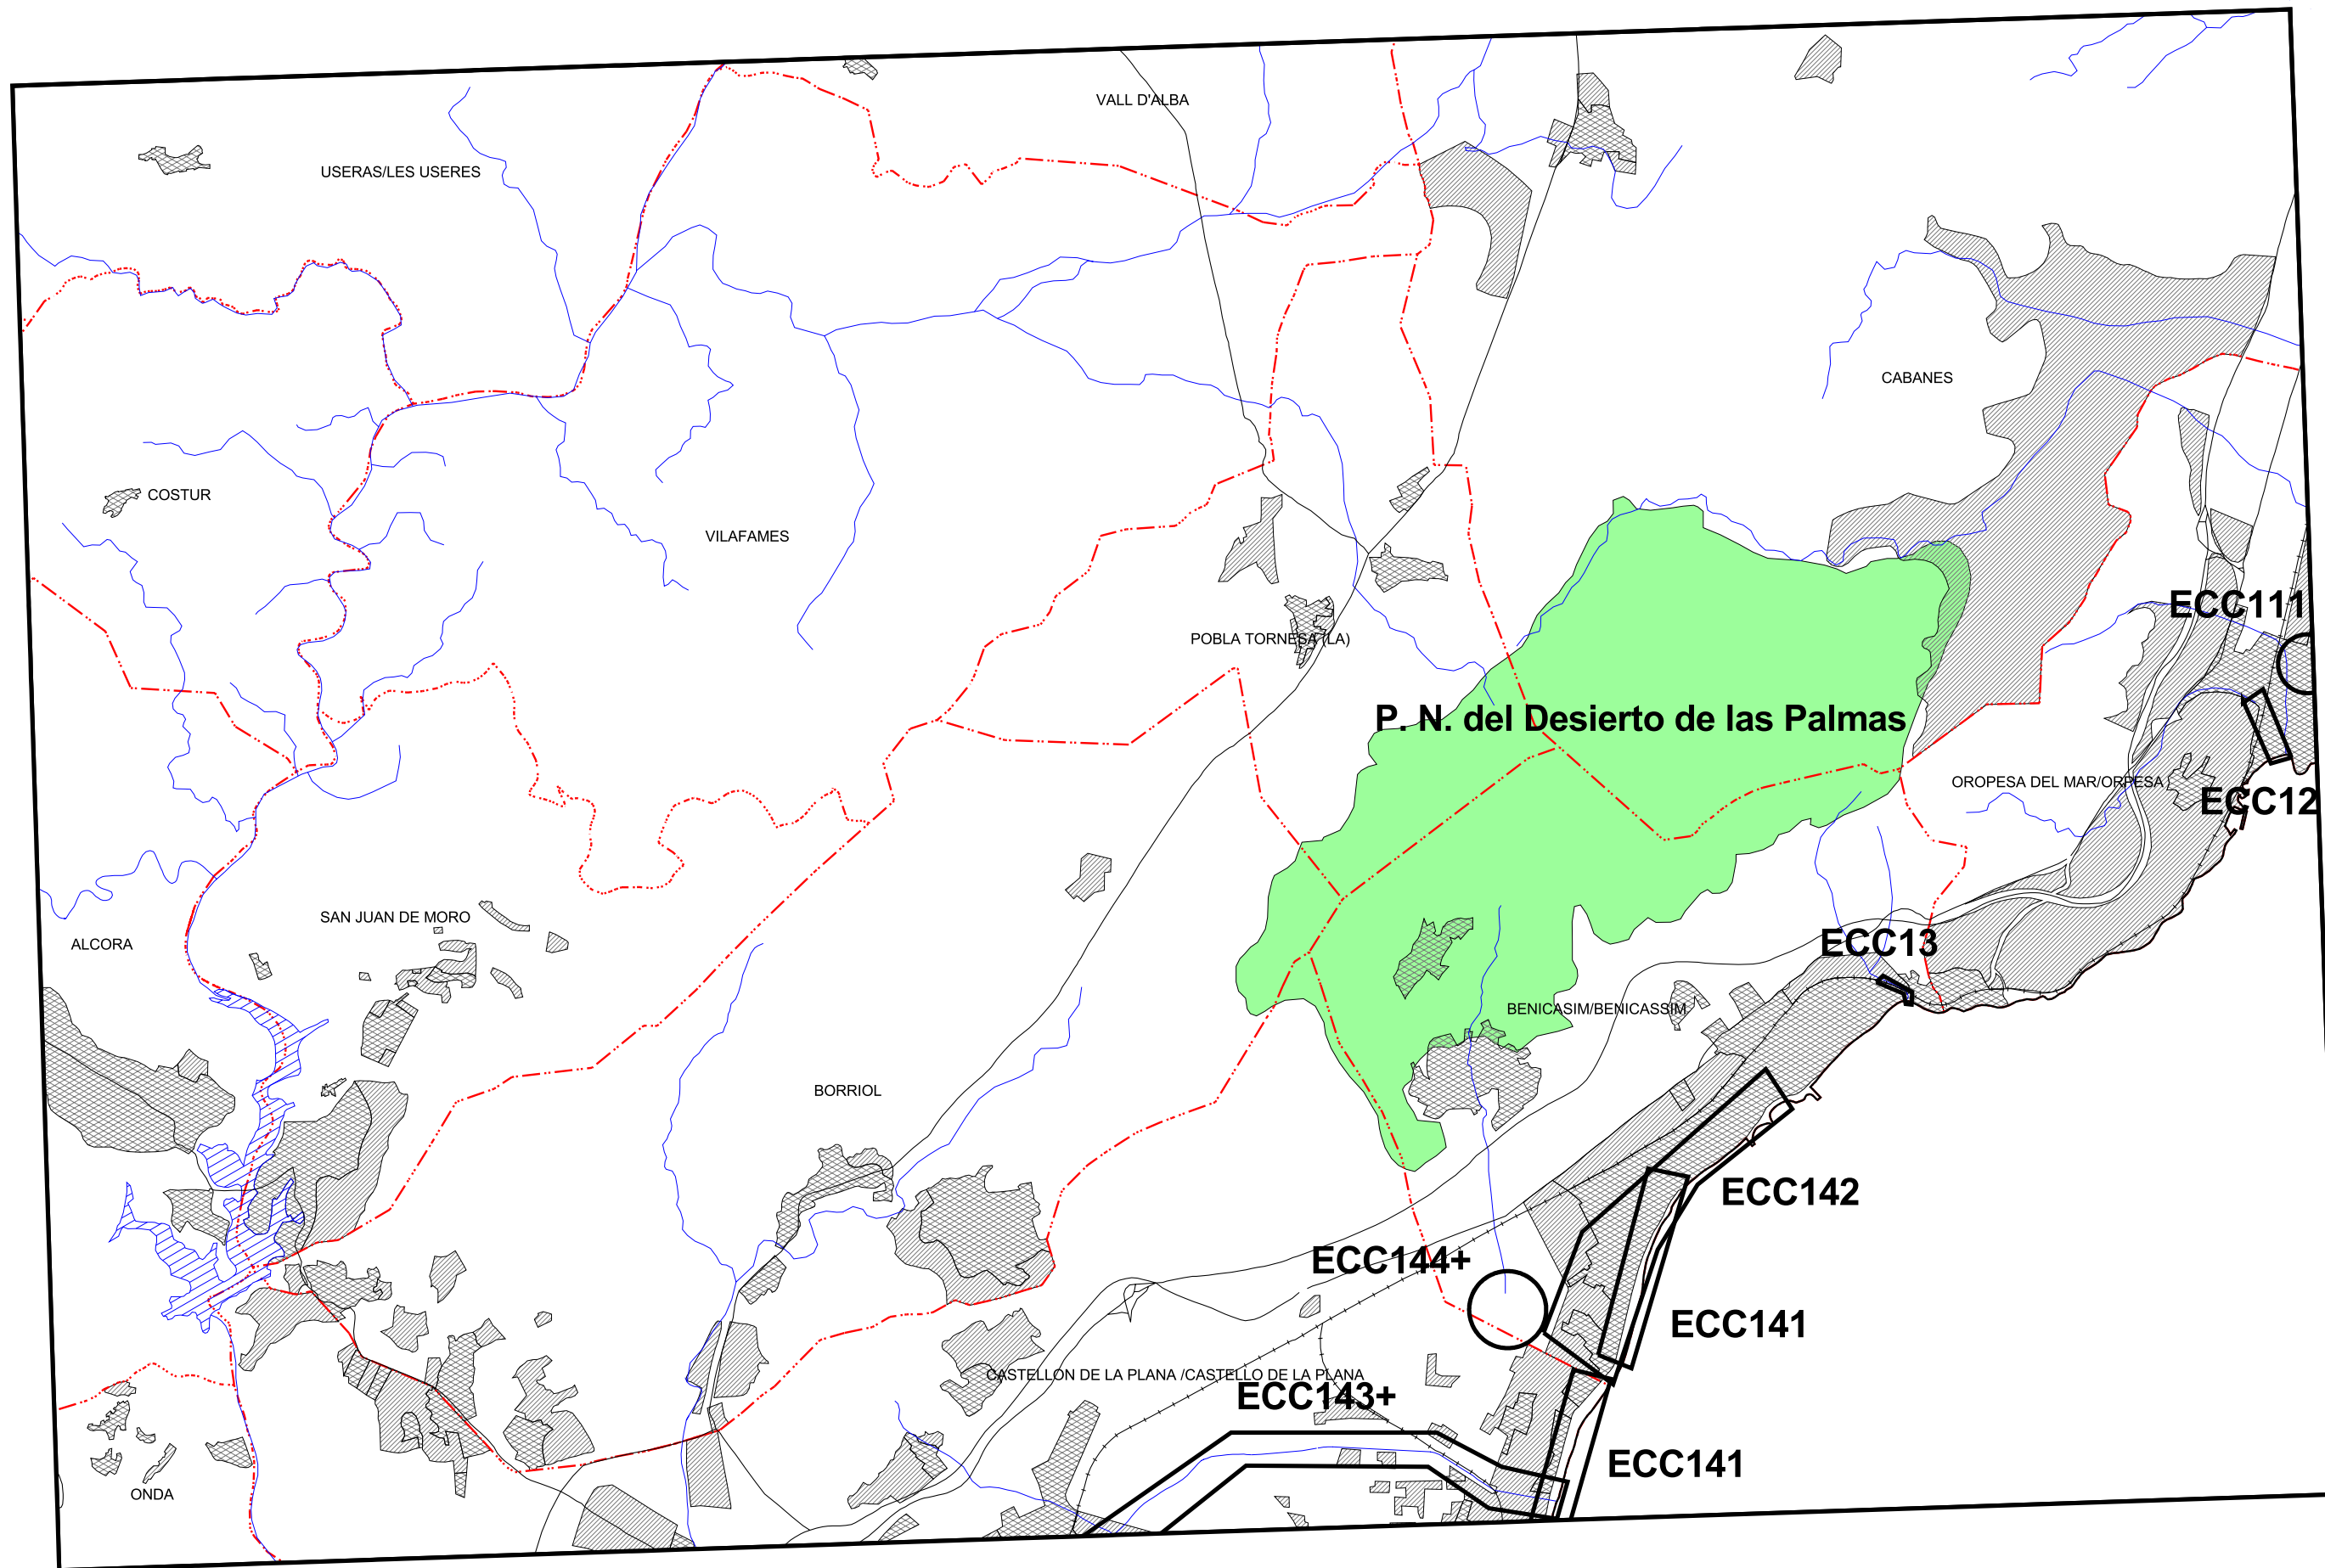 VALL D'ALBA
USERAS/LES USERES
CABANES
COSTUR
VILAFAMES
ECC111
POBLA TORNESA (LA)
P. N. del Desierto de las Palmas
OROPESA DEL MAR/ORPESA
ECC12
SAN JUAN DE MORO
ALCORA
ECC13
BENICASIM/BENICASSIM
BORRIOL
ECC142
ECC144+
ECC141
CASTELLON DE LA PLANA /CASTELLO DE LA PLANA
ECC143+
ECC141
ONDA